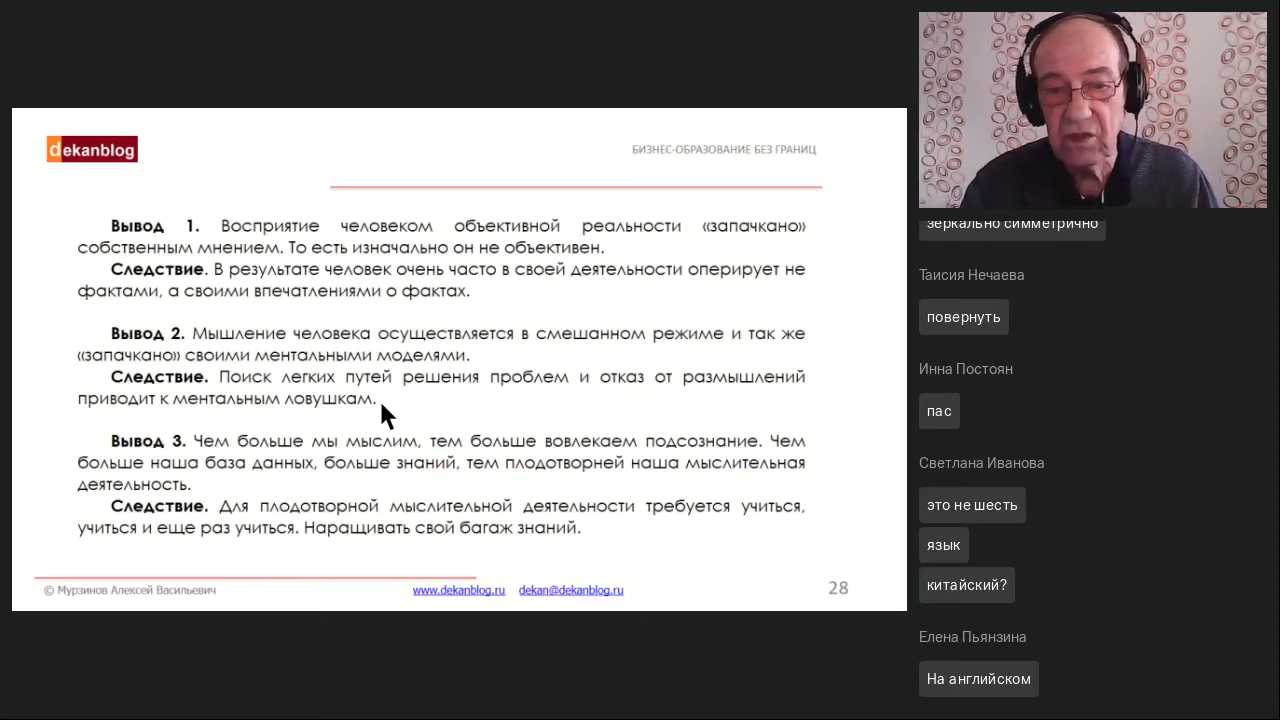 dekanblog
БИЗНЕС-ОБРАЗОВАНИЕ БЕЗ ГРАНИЦ
Вывод 1. Восприятие человеком объективной реальности «запачкано»
собственным мнением. То есть изначально он не объективен.
Следствие. В результате человек очень часто в своей деятельности оперирует не
фактами, а своими впечатлениями о фактах.
Вывод 2. Мышление человека осуществляется в смешанном режиме и так же
«запачкано» своими ментальными моделями.
Следствие. Поиск легких путей решения проблем и отказ от размышлений
приводит к ментальным ловушкам.
Вывод 3. Чем больше мы мыслим, тем больше вовлекаем подсознание. Чем
больше наша база данных, больше знаний, тем плодотворней наша мыслительная
деятельность.
Следствие. Для плодотворной мыслительной деятельности требуется учиться,
учиться и еще раз учиться. Наращивать свой багаж знаний.
© Мурзинов Алексей Васильевич
www.dekanblog.ru dekan@dekanblog.ru
28
зеркально симметрично
Таисия Нечаева
повернуть
Инна Постоян
пас
Светлана Иванова
это не шесть
язык
китайский?
Елена Пьянзина
На английском